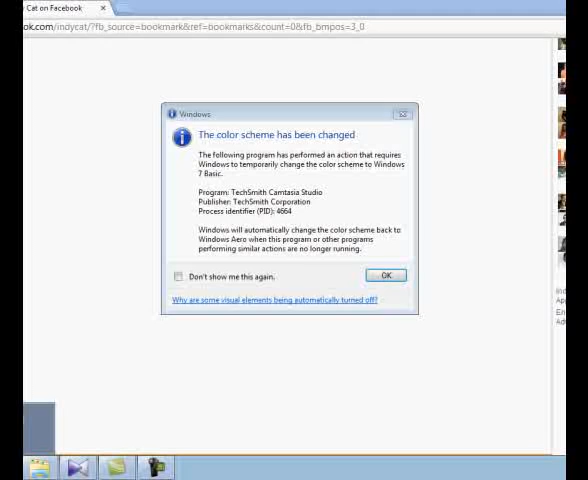 Cat on Facebook
ok.com/indycat/?fb_source=bookmark&ref=bookmarks&count=0&fb_bmpos=3_0
Windows
The color scheme has been changed
The following program has performed an action that requires
Windows to temporarily change the color scheme to Windows
7 Basic.
Program: TechSmith Camtasia Studio
Publisher: TechSmith Corporation
Process identifier (PID): 4664
Windows will automatically change the color scheme back to
Windows Aero when this program or other programs
performing similar actions are no longer running.
Don't show me this again.
OK
Why are some visual elements being automatically turned off?